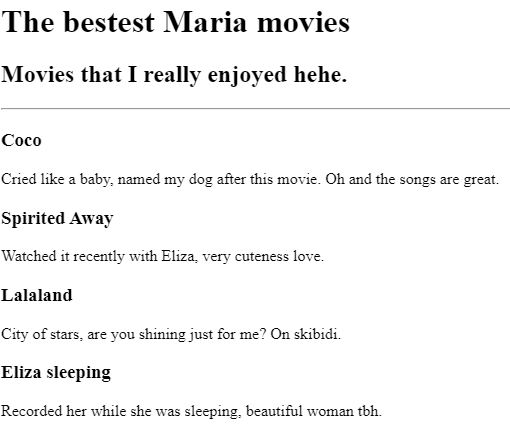 The bestest Maria movies
Movies that I really enjoyed hehe.
Coco
Cried like a baby, named my dog after this movie. Oh and the songs are great.
Spirited Away
Watched it recently with Eliza, very cuteness love.
Lalaland
City of stars, are you shining just for me? On skibidi.
Eliza sleeping
Recorded her while she was sleeping, beautiful woman tbh.